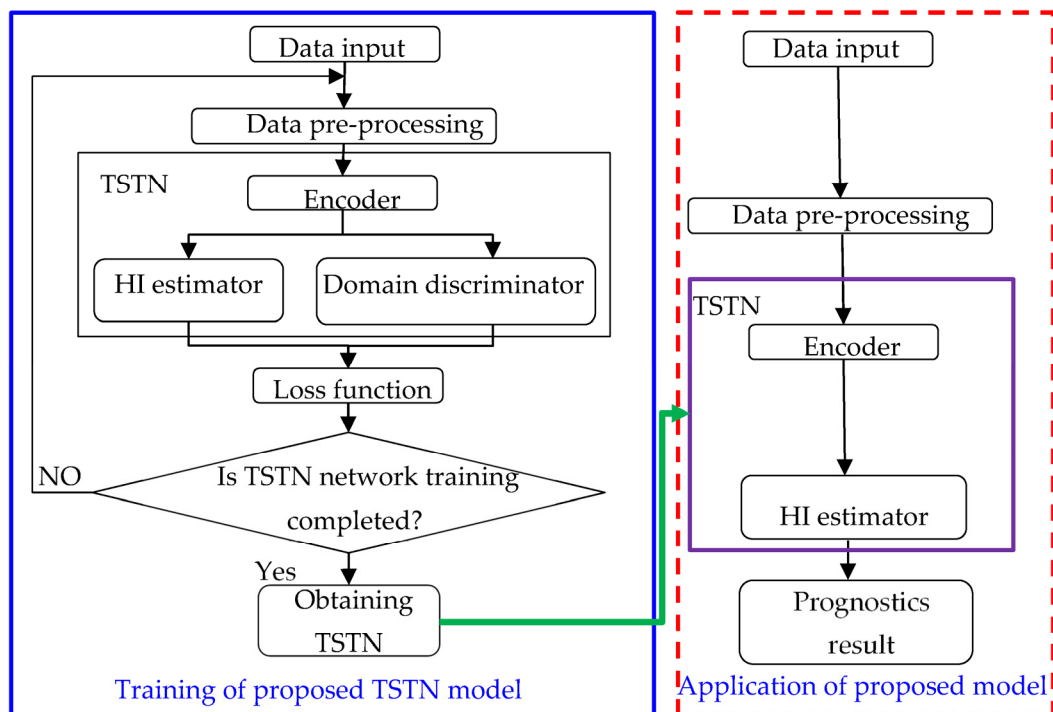 Data input
Data pre-processing
TSTN
Encoder
HI estimator
Domain discriminator
Loss function
NO
Is TSTN network training
completed?
Yes
Obtaining
TSTN
Training of proposed TSTN model
Data input
Data pre-processing
TSTN
Encoder
HI estimator
Prognostics
result
Application of proposed model